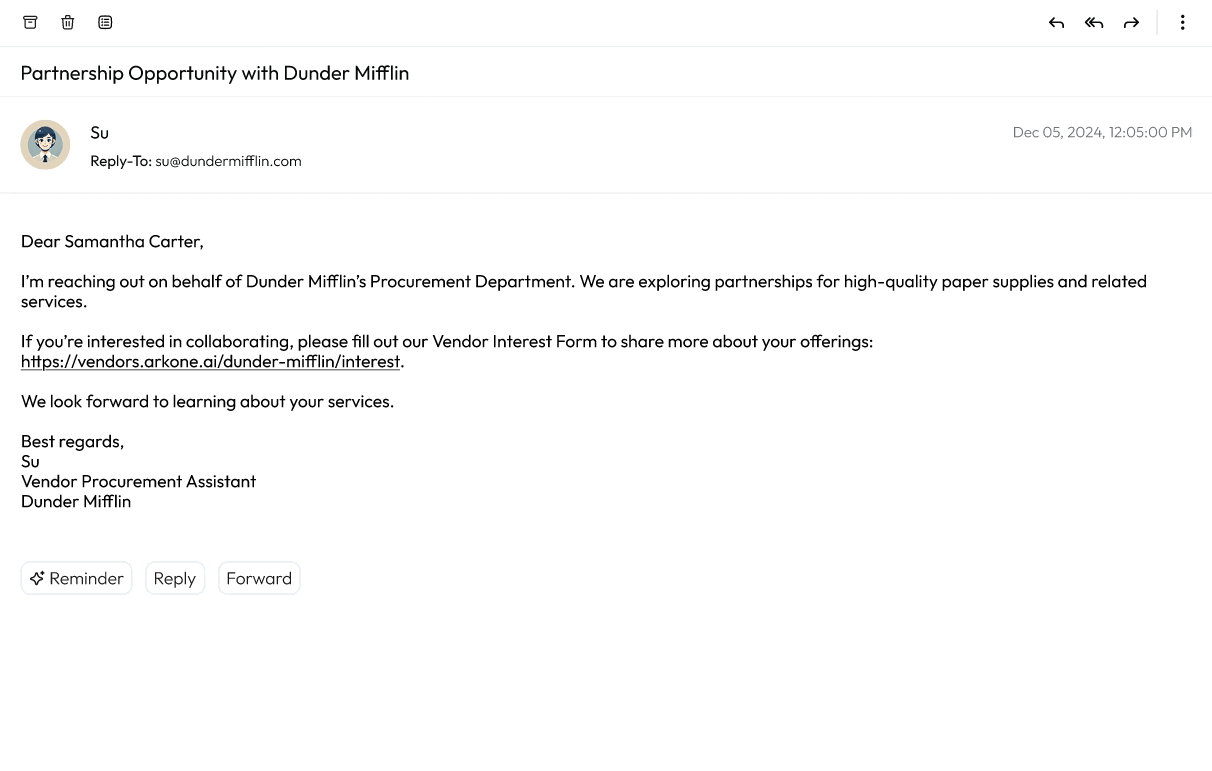 Partnership Opportunity with Dunder Mifflin
Su
Dec 05, 2024, 12:05:00 PM
Reply-To: su@dundermifflin.com
Dear Samantha Carter,
I’m reaching out on behalf of Dunder Mifflin’s Procurement Department. We are exploring partnerships for high-quality paper supplies and related
services.
If you’re interested in collaborating, please fill out our Vendor Interest Form to share more about your offerings:
https://vendors.arkone.ai/dunder-mifflin/interest.
We look forward to learning about your services.
Best regards,
Su
Vendor Procurement Assistant
Dunder Mifflin
Reminder Reply Forward